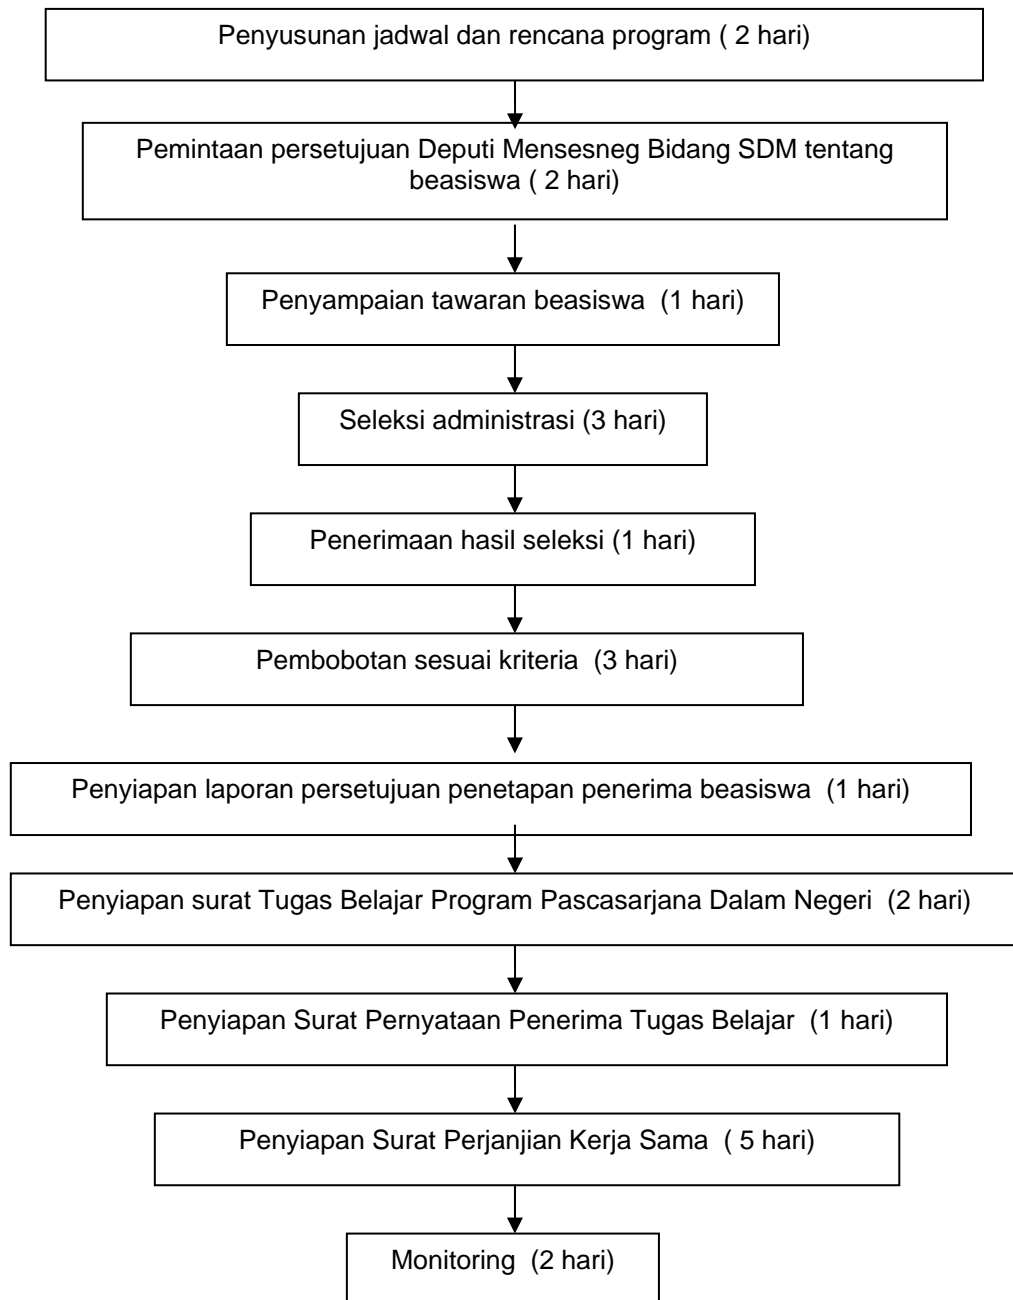 Penyusunan jadwal dan rencana program ( 2 hari)
Pemintaan persetujuan Deputi Mensesneg Bidang SDM tentang
beasiswa ( 2 hari)
Penyampaian tawaran beasiswa  (1 hari)
Seleksi administrasi (3 hari)
Penerimaan hasil seleksi (1 hari)
Pembobotan sesuai kriteria  (3 hari)
Penyiapan laporan persetujuan penetapan penerima beasiswa  (1 hari)
Penyiapan surat Tugas Belajar Program Pascasarjana Dalam Negeri  (2 hari)
Penyiapan Surat Pernyataan Penerima Tugas Belajar  (1 hari)
Penyiapan Surat Perjanjian Kerja Sama  ( 5 hari)
Monitoring  (2 hari)